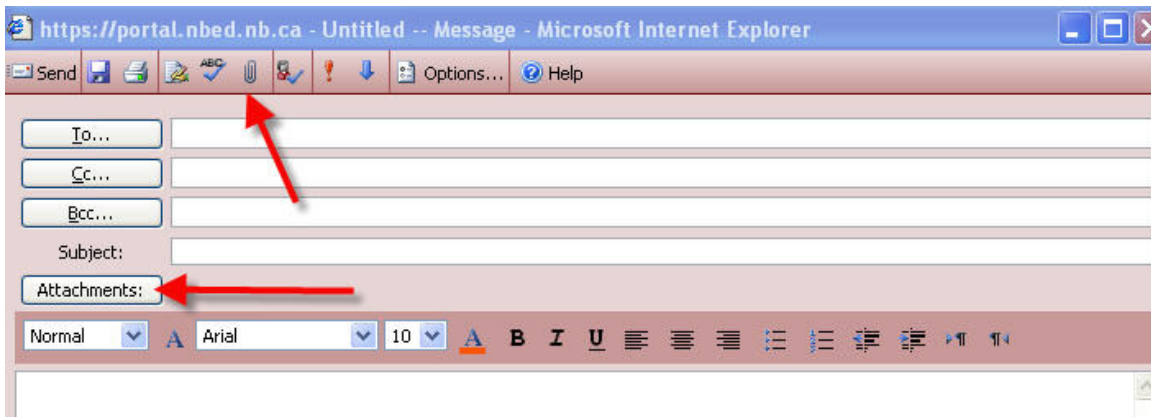 https://portal.nbed.nb.ca - Untitled -- Message - Microsoft Internet Explorer
Send ABC Options... Help
To...
Cc...
Bcc...
Subject:
Attachments:
Normal A Arial 10 A B I U